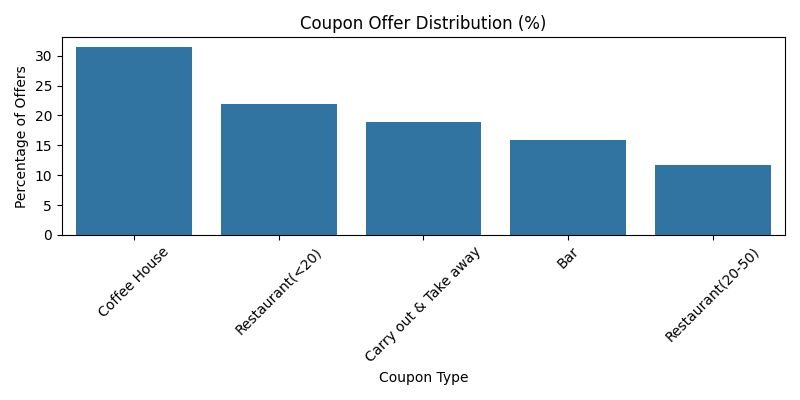 Coupon Offer Distribution (%)
Percentage of Offers
30
25
20
15
10
5
0
Coffee House
Restaurant(<20)
Carry out & Take away
Bar
Restaurant(20-50)
Coupon Type